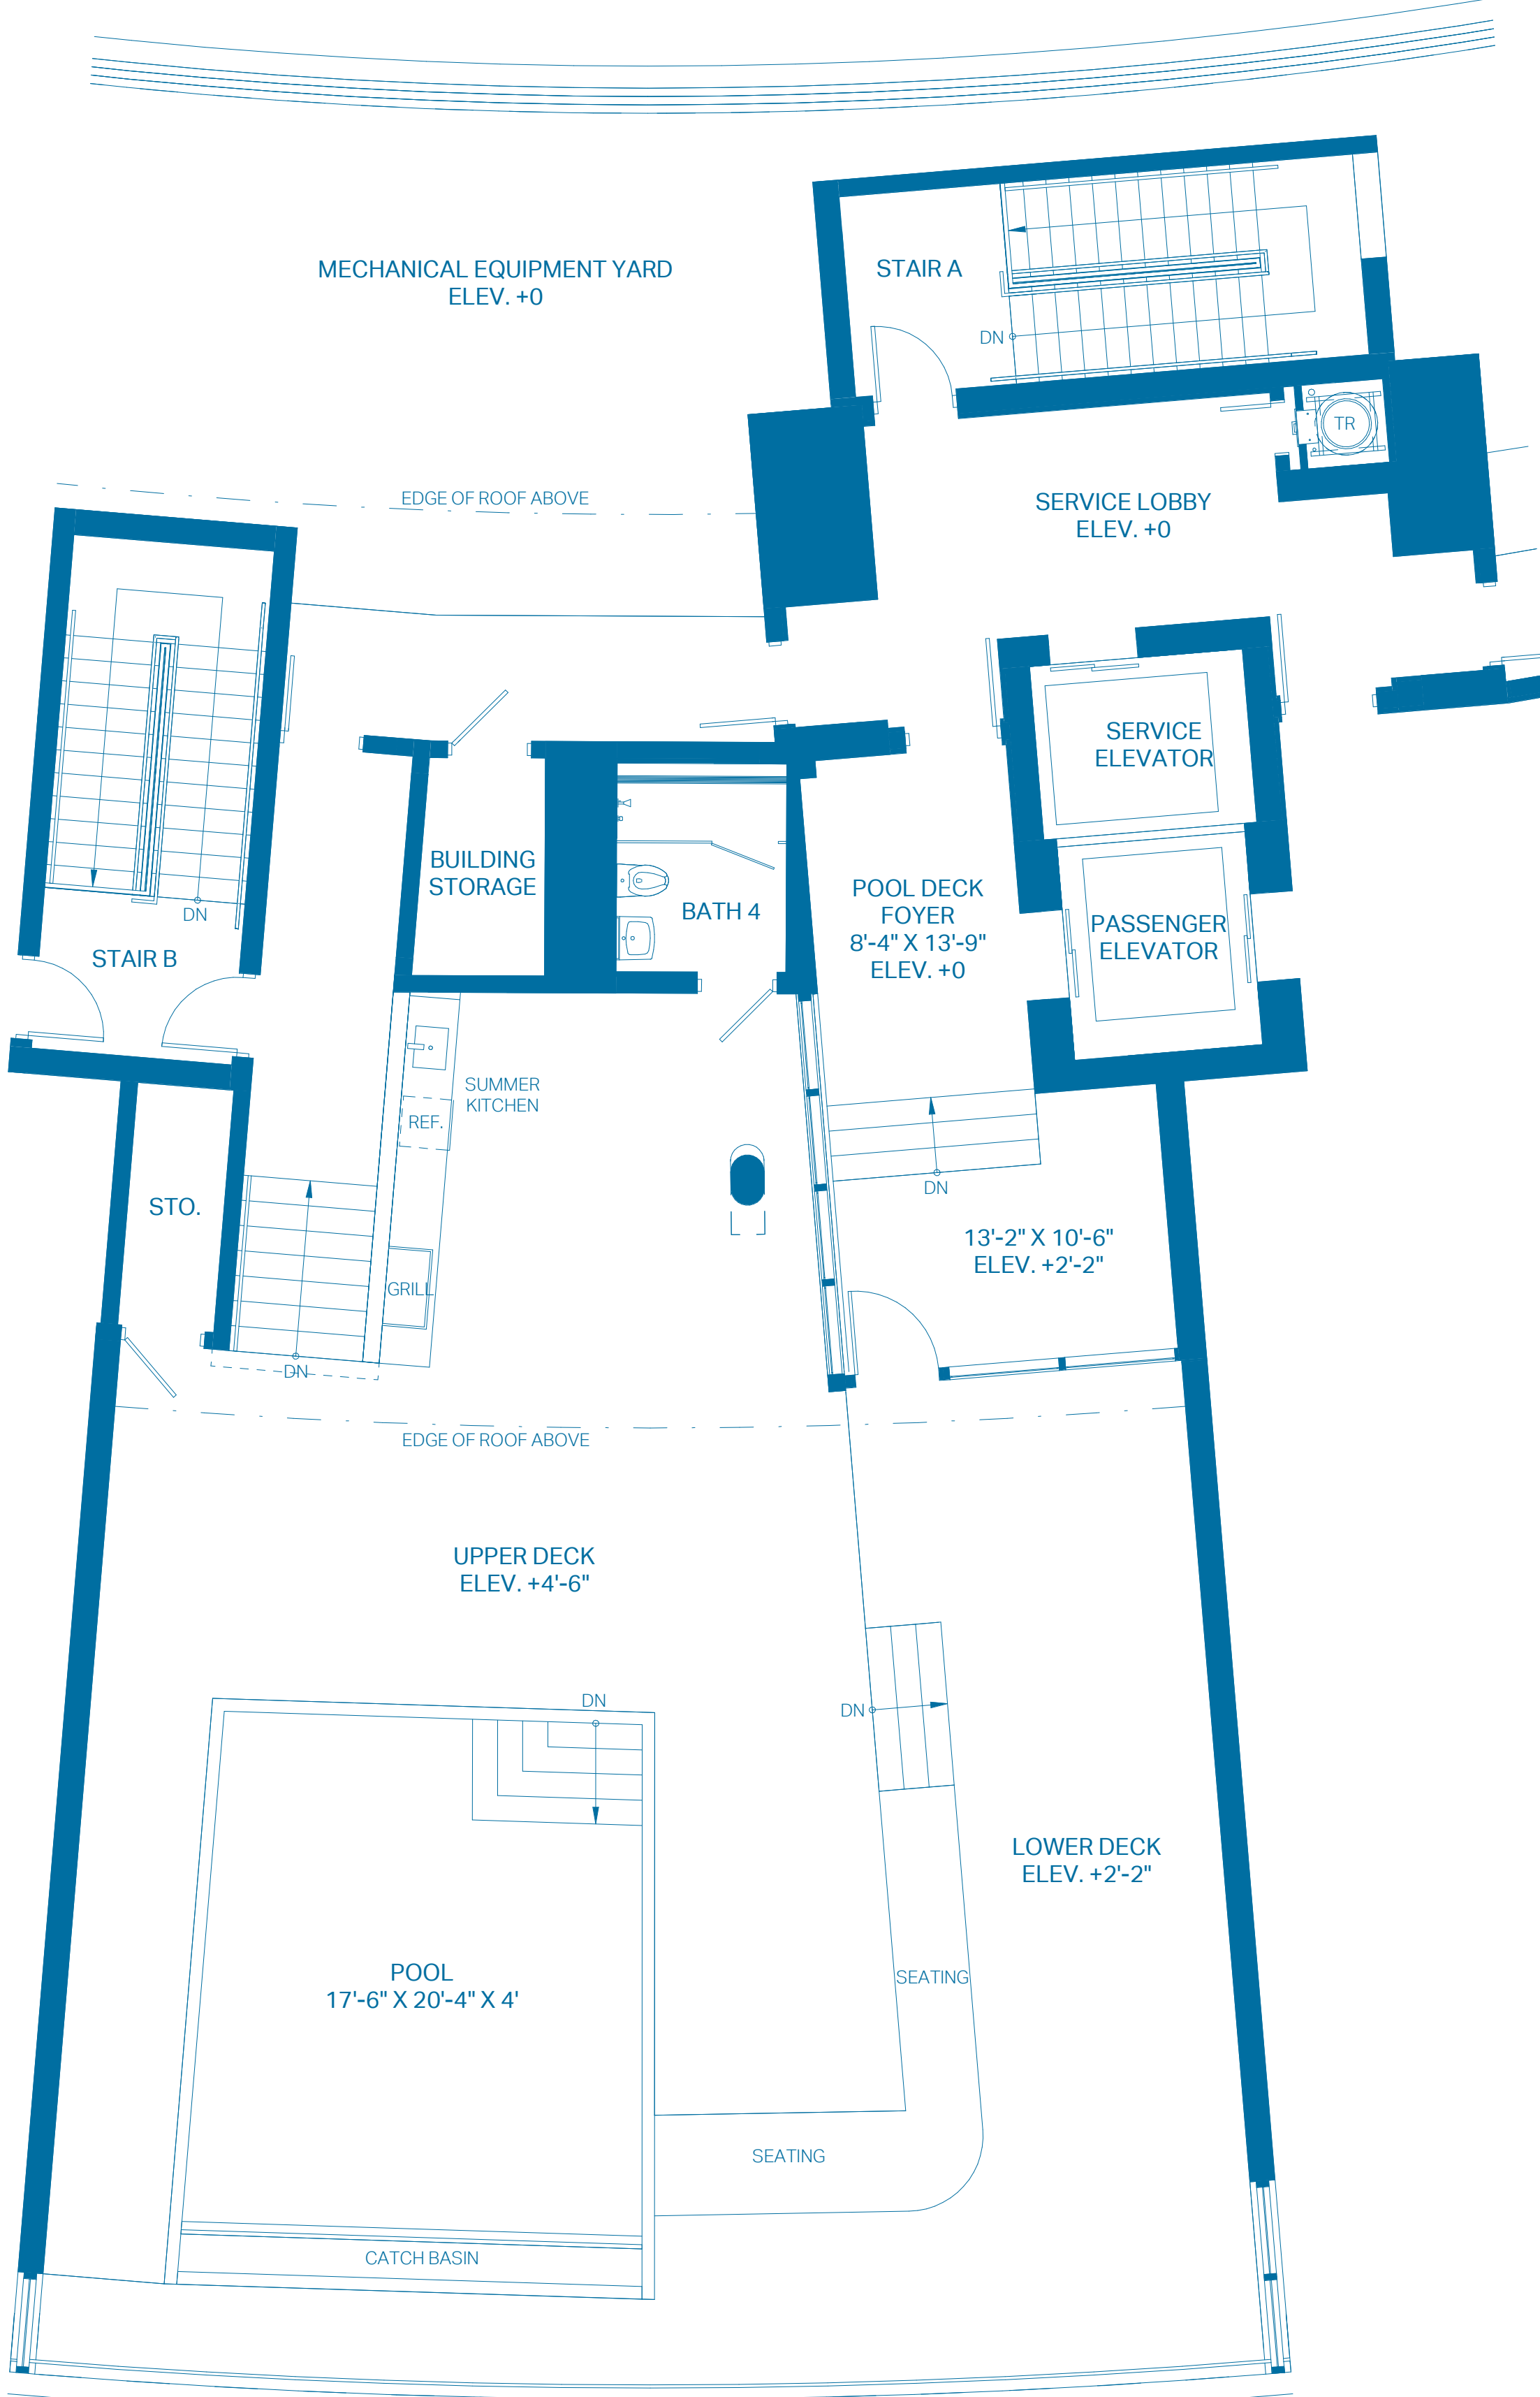 STAIR A
MECHANICAL EQUIPMENT YARD
ELEV. +0
DN
TR
EDGE OF ROOF ABOVE
SERVICE LOBBY
ELEV. +0
SERVICE
ELEVATOR
BUILDING
STORAGE
BATH 4
POOL DECK
FOYER
8'-4" X 13'-9"
ELEV. +0
PASSENGER
ELEVATOR
DN
STAIR B
SUMMER
KITCHEN
REF.
STO.
DN
13'-2" X 10'-6"
ELEV. +2'-2"
GRILL
DN
EDGE OF ROOF ABOVE
UPPER DECK
ELEV. +4'-6"
DN
DN
LOWER DECK
ELEV. +2'-2"
POOL
17'-6" X 20'-4" X 4'
SEATING
SEATING
CATCH BASIN